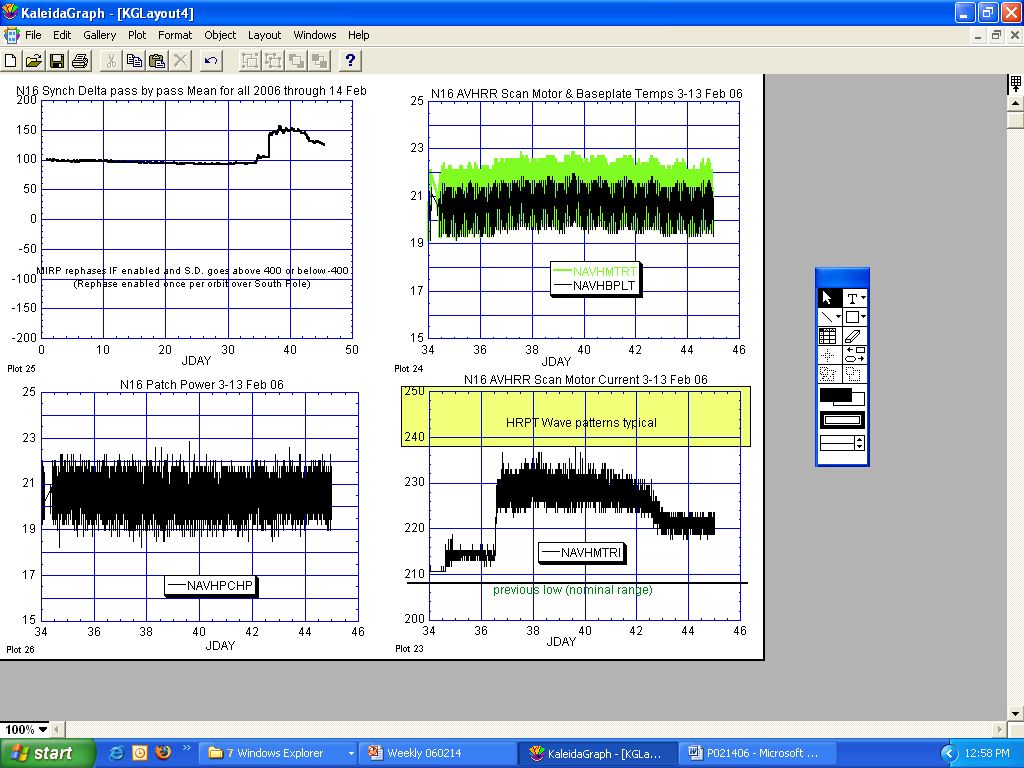 KaleidaGraph - [KGLayout4]
File Edit Gallery Plot Format Object Layout Windows Help
N16 Synch Delta pass by pass Mean for all 2006 through 14 Feb
200
150
100
50
0
-50
-100
-150
-200
MIRP rephases IF enabled and S.D. goes above 400 or below -400
(Rephase enabled once per orbit over South Pole)
0 10 20 30 40 50
JDAY
Plot 25
N16 AVHRR Scan Motor & Baseplate Temps 3-13 Feb 06
25
23
21
19
17
15
NAVHMTRT
NAVHBPLT
34 36 38 40 42 44 46
JDAY
Plot 24
N16 Patch Power 3-13 Feb 06
25
23
21
19
17
15
NAVHPCHP
34 36 38 40 42 44 46
JDAY
Plot 26
N16 AVHRR Scan Motor Current 3-13 Feb 06
250
HRPT Wave patterns typical
240
230
220
210
200
NAVHMTRI
previous low (nominal range)
34 36 38 40 42 44 46
JDAY
Plot 23
T
100%
start
7 Windows Explorer
Weekly 060214
KaleidaGraph - [KGLa...
P021406 - Microsoft ...
12:58 PM